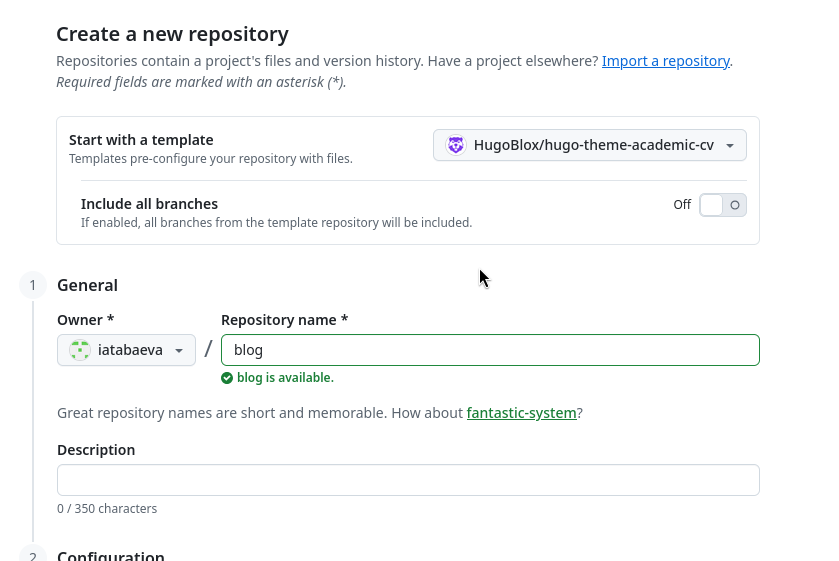 Create a new repository
Repositories contain a project's files and version history. Have a project elsewhere? Import a repository.
Required fields are marked with an asterisk (*).
Start with a template
Templates pre-configure your repository with files.
HugoBlox/hugo-theme-academic-cv
Include all branches
If enabled, all branches from the template repository will be included.
Off
1
General
Owner *
Repository name *
iatabaeva
/
blog
blog is available.
Great repository names are short and memorable. How about fantastic-system?
Description
0 / 350 characters
2
Configuration